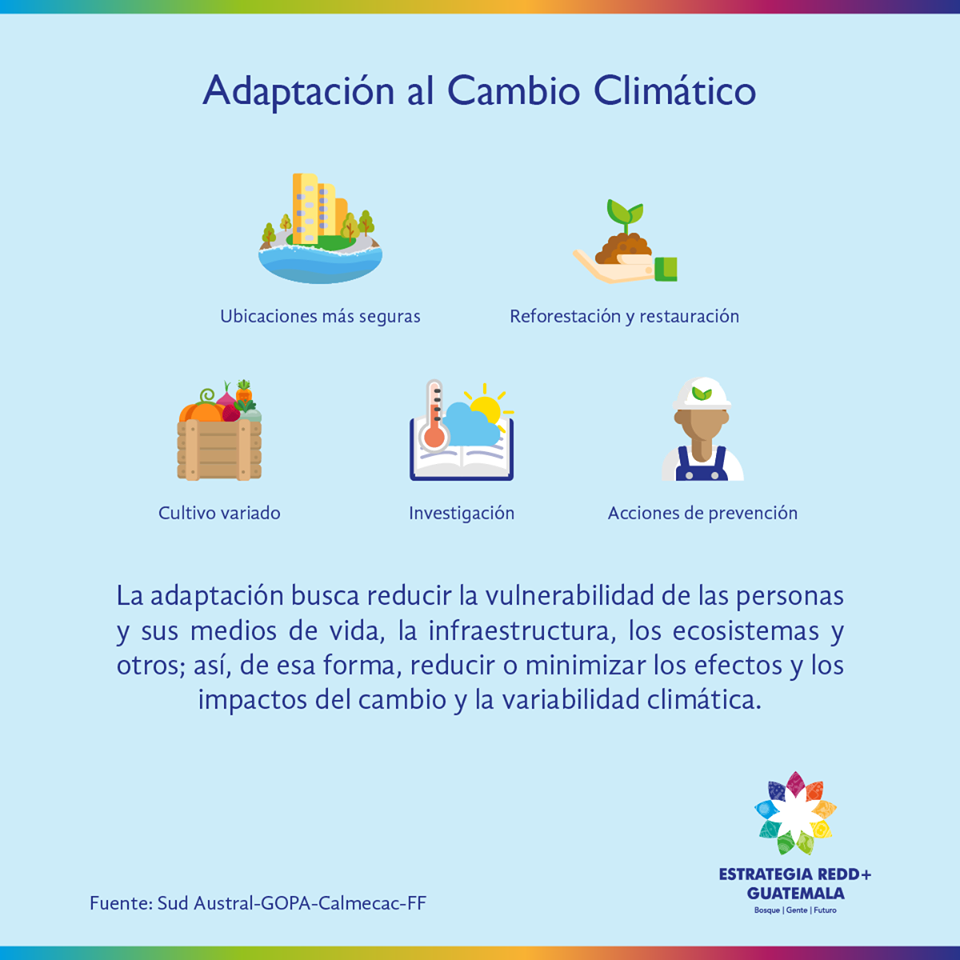 Adaptación al Cambio Climático
Ubicaciones más seguras
Reforestación y restauración
Cultivo variado
Investigación
Acciones de prevención
La adaptación busca reducir la vulnerabilidad de las personas
y sus medios de vida, la infraestructura, los ecosistemas y
otros; así, de esa forma, reducir o minimizar los efectos y los
impactos del cambio y la variabilidad climática.
ESTRATEGIA REDD+
GUATEMALA
Bosque | Gente | Futuro
Fuente: Sud Austral-GOPA-Calmecac-FF